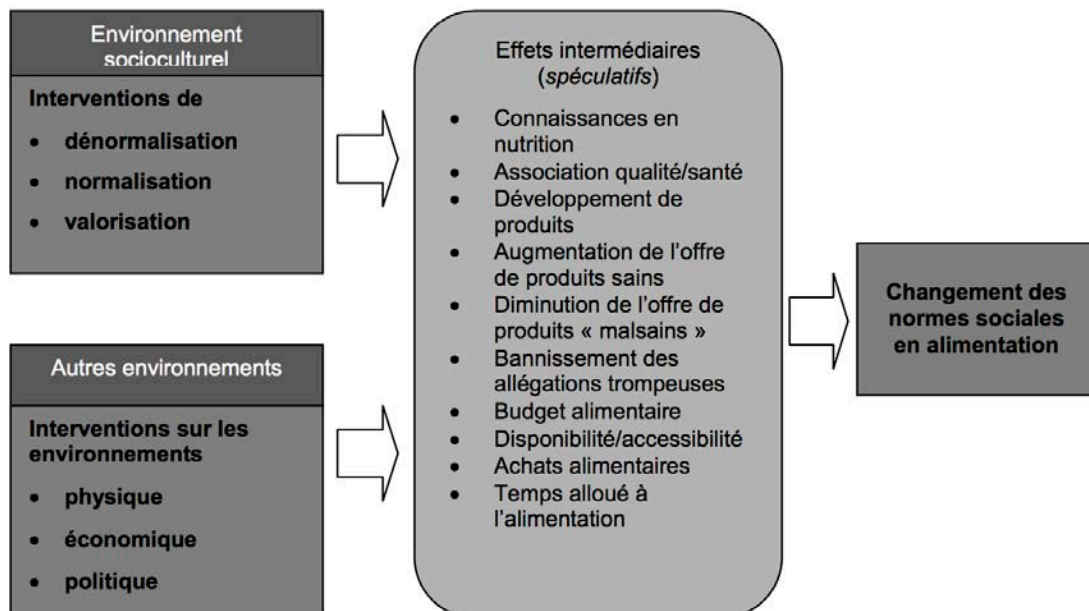 Environnement
socioculturel
Interventions de
• dénormalisation
• normalisation
• valorisation
Autres environnements
Interventions sur les
environnements
• physique
• économique
• politique
Effets intermédiaires
(spéculatifs)
• Connaissances en
nutrition
• Association qualité/santé
• Développement de
produits
• Augmentation de l'offre
de produits sains
• Diminution de l'offre de
produits « malsains »
• Bannissement des
allégations trompeuses
• Budget alimentaire
• Disponibilité/accessibilité
• Achats alimentaires
• Temps alloué à
l'alimentation
Changement des
normes sociales
en alimentation